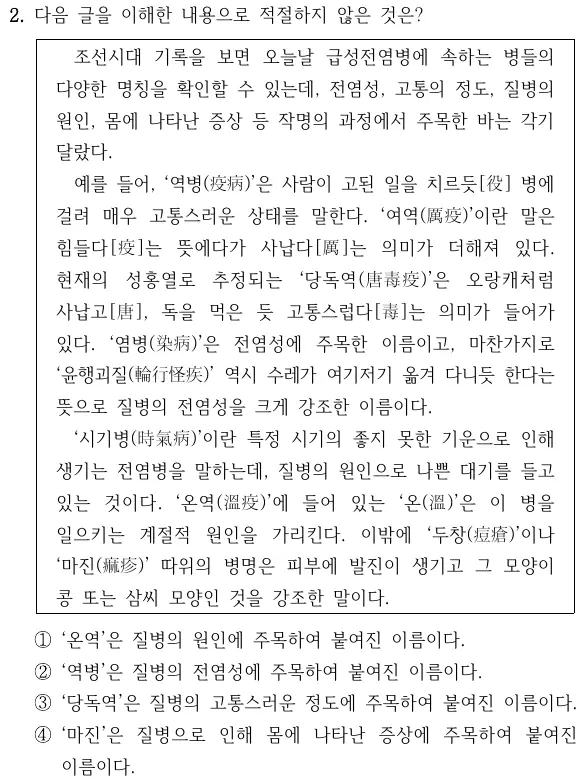 2. 다음 글을 이해한 내용으로 적절하지 않은 것은?
조선시대 기록을 보면 오늘날 급성전염병에 속하는 병들의
다양한 명칭을 확인할 수 있는데, 전염성, 고통의 정도, 질병의
원인, 몸에 나타난 증상 등 작명의 과정에서 주목한 바는 각기
달랐다.
예를 들어, ‘역병(疫病)’은 사람이 고된 일을 치르듯[役] 병에
걸려 매우 고통스러운 상태를 말한다. ‘여역(厲疫)’이란 말은
힘들다[疫]는 뜻에다가 사납다[厲]는 의미가 더해져 있다.
현재의 성홍열로 추정되는 ‘당독역(唐毒疫)’은 오랑캐처럼
사납고[唐], 독을 먹은 듯 고통스럽다[毒]는 의미가 들어가
있다. ‘염병(染病)’은 전염성에 주목한 이름이고, 마찬가지로
‘윤행괴질(輪行怪疾)’ 역시 수레가 여기저기 옮겨 다니듯 한다는
뜻으로 질병의 전염성을 크게 강조한 이름이다.
‘시기병(時氣病)’이란 특정 시기의 좋지 못한 기운으로 인해
생기는 전염병을 말하는데, 질병의 원인으로 나쁜 대기를 들고
있는 것이다. ‘온역(溫疫)’에 들어 있는 ‘온(溫)’은 이 병을
일으키는 계절적 원인을 가리킨다. 이밖에 ‘두창(痘瘡)’이나
‘마진(痲疹)’ 따위의 병명은 피부에 발진이 생기고 그 모양이
콩 또는 삼씨 모양인 것을 강조한 말이다.
① ‘온역’은 질병의 원인에 주목하여 붙여진 이름이다.
② ‘역병’은 질병의 전염성에 주목하여 붙여진 이름이다.
③ ‘당독역’은 질병의 고통스러운 정도에 주목하여 붙여진 이름이다.
④ ‘마진’은 질병으로 인해 몸에 나타난 증상에 주목하여 붙여진
이름이다.